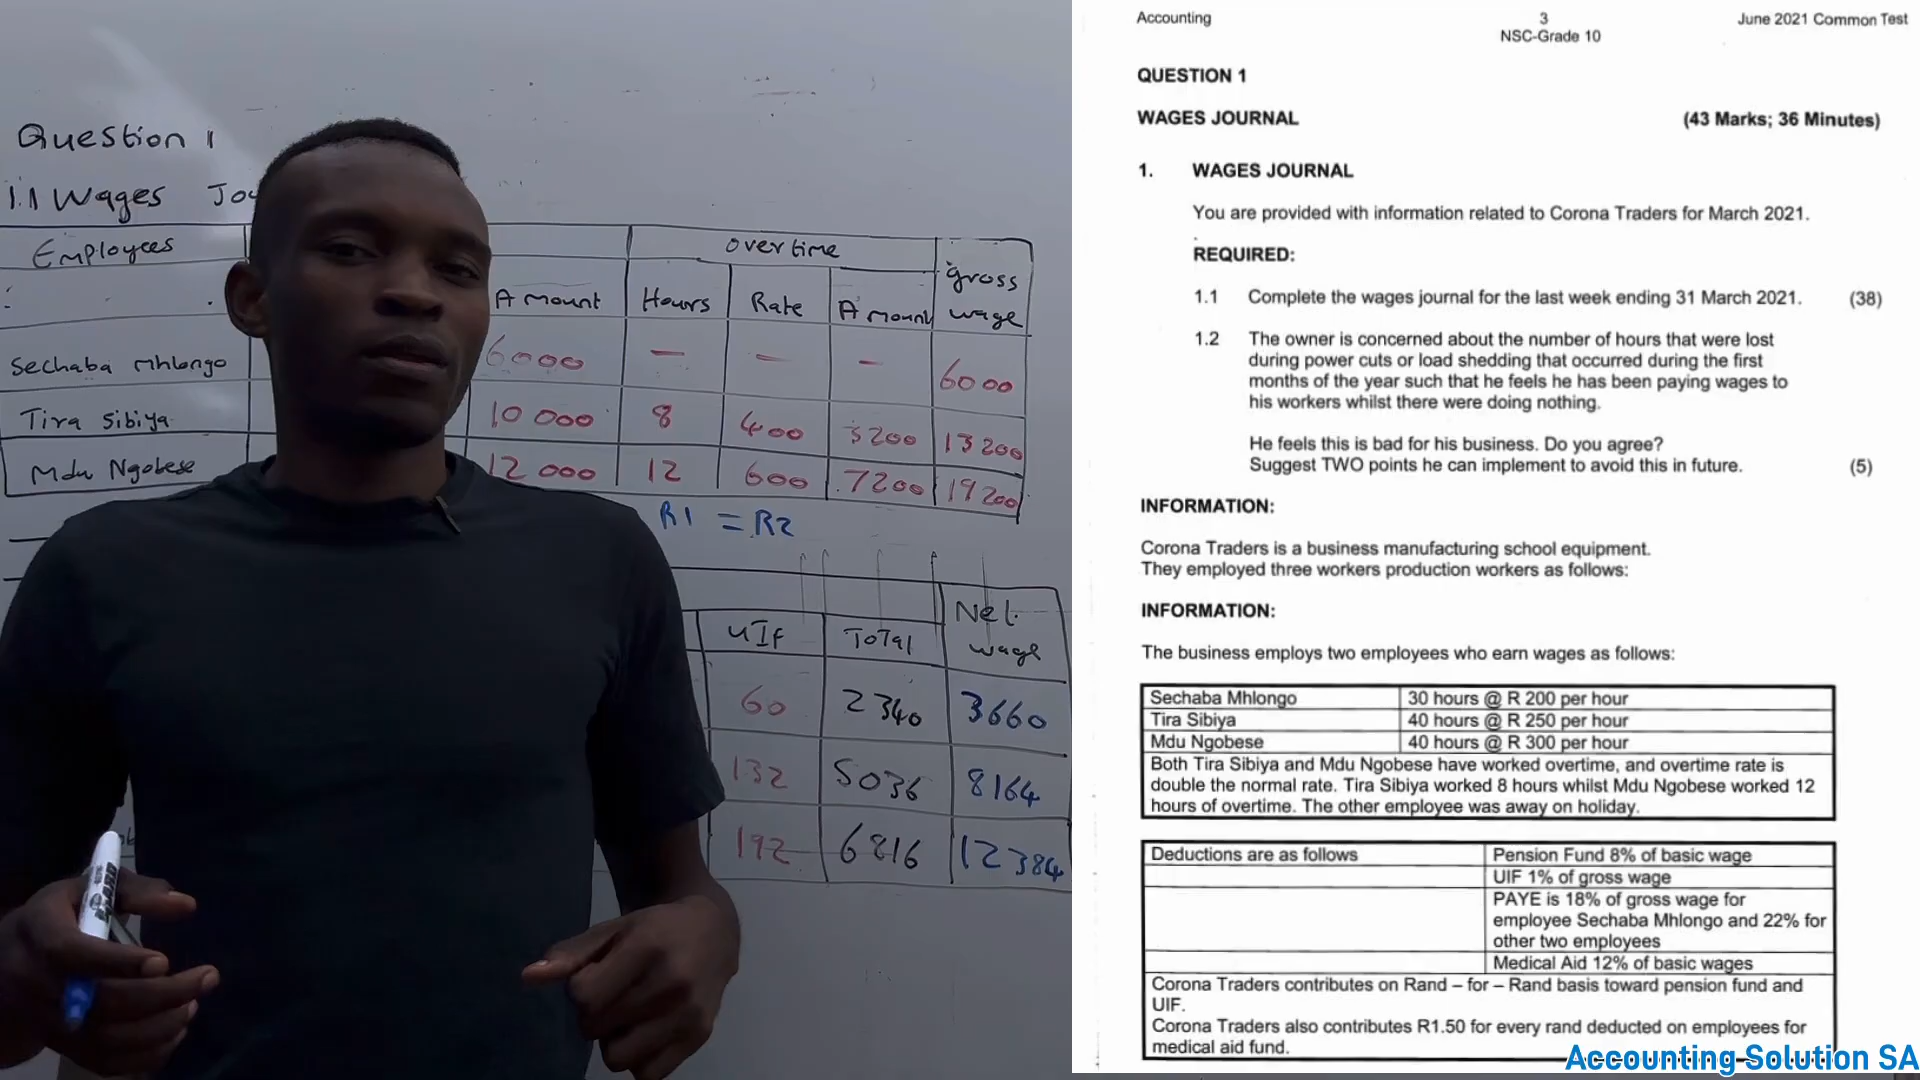 Question 1
1.1 Wages Jou
Employees
overtime
gross
wage
Amount
Hours
Rate
Amount
Sechaba Mhlongo
6000
—
—
—
6000
Tira Sibiya
10 000
8
400
3200
13200
Mdu Ngobese
12 000
12
600
7200
19200
R1 = R2
UIf
ToTal
Net
wage
60
2340
3660
132
5036
8164
192
6816
12384
Accounting
3
June 2021 Common Test
NSC-Grade 10
QUESTION 1
WAGES JOURNAL
(43 Marks; 36 Minutes)
1. WAGES JOURNAL
You are provided with information related to Corona Traders for March 2021.
REQUIRED:
1.1 Complete the wages journal for the last week ending 31 March 2021. (38)
1.2 The owner is concerned about the number of hours that were lost
during power cuts or load shedding that occurred during the first
months of the year such that he feels he has been paying wages to
his workers whilst there were doing nothing.
He feels this is bad for his business. Do you agree?
Suggest TWO points he can implement to avoid this in future. (5)
INFORMATION:
Corona Traders is a business manufacturing school equipment.
They employed three workers production workers as follows:
INFORMATION:
The business employs two employees who earn wages as follows:
Sechaba Mhlongo 30 hours @ R 200 per hour
Tira Sibiya 40 hours @ R 250 per hour
Mdu Ngobese 40 hours @ R 300 per hour
Both Tira Sibiya and Mdu Ngobese have worked overtime, and overtime rate is
double the normal rate. Tira Sibiya worked 8 hours whilst Mdu Ngobese worked 12
hours of overtime. The other employee was away on holiday.
Deductions are as follows Pension Fund 8% of basic wage
UIF 1% of gross wage
PAYE is 18% of gross wage for
employee Sechaba Mhlongo and 22% for
other two employees
Medical Aid 12% of basic wages
Corona Traders contributes on Rand – for – Rand basis toward pension fund and
UIF.
Corona Traders also contributes R1.50 for every rand deducted on employees for
medical aid fund.
Accounting Solution SA